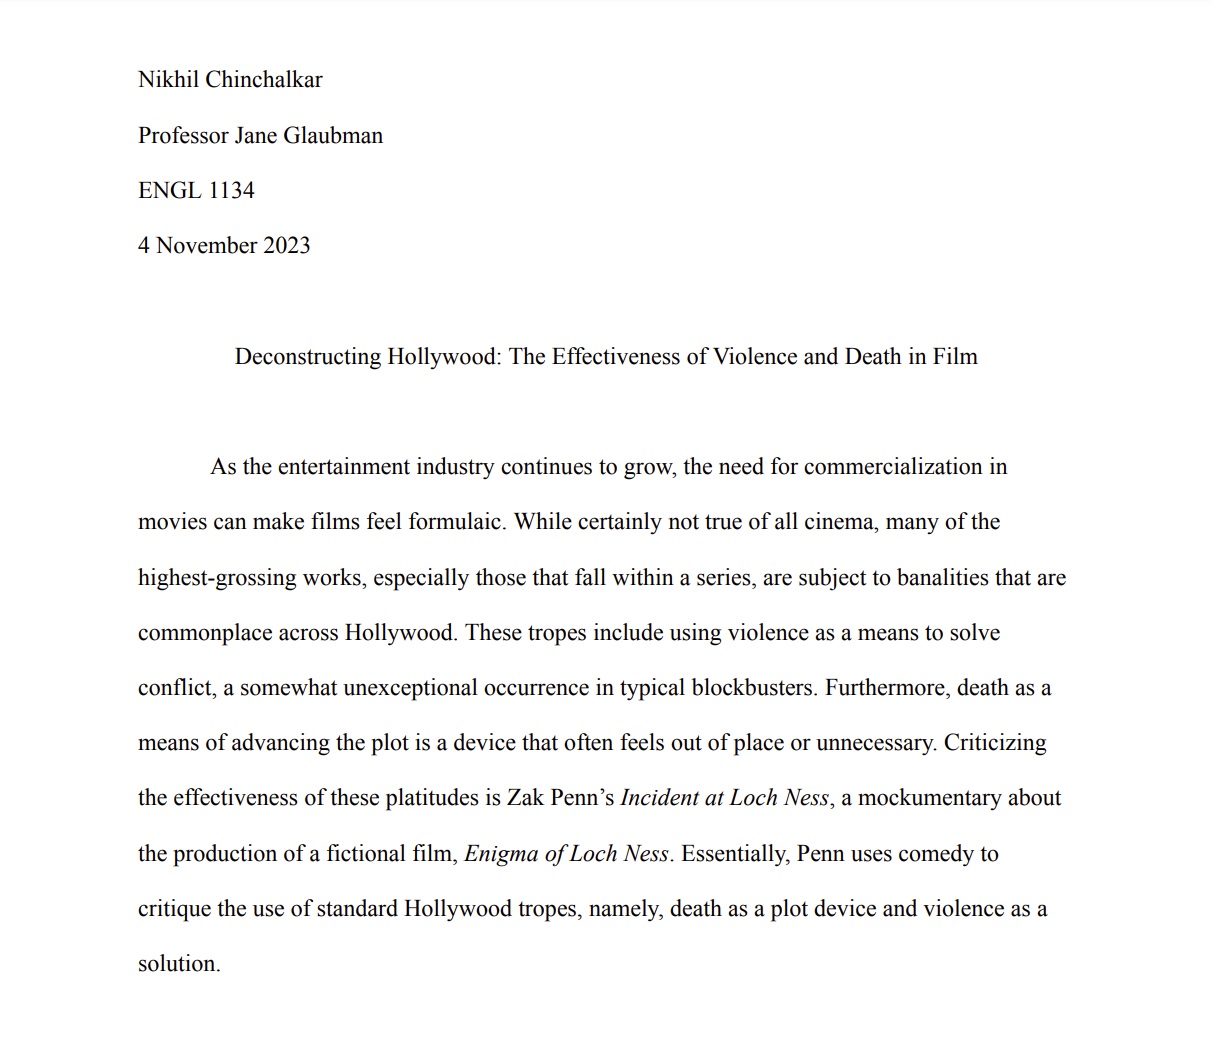 Nikhil Chinchalkar
Professor Jane Glaubman
ENGL 1134
4 November 2023
Deconstructing Hollywood: The Effectiveness of Violence and Death in Film
As the entertainment industry continues to grow, the need for commercialization in
movies can make films feel formulaic. While certainly not true of all cinema, many of the
highest-grossing works, especially those that fall within a series, are subject to banalities that are
commonplace across Hollywood. These tropes include using violence as a means to solve
conflict, a somewhat unexceptional occurrence in typical blockbusters. Furthermore, death as a
means of advancing the plot is a device that often feels out of place or unnecessary. Criticizing
the effectiveness of these platitudes is Zak Penn’s Incident at Loch Ness, a mockumentary about
the production of a fictional film, Enigma of Loch Ness. Essentially, Penn uses comedy to
critique the use of standard Hollywood tropes, namely, death as a plot device and violence as a
solution.